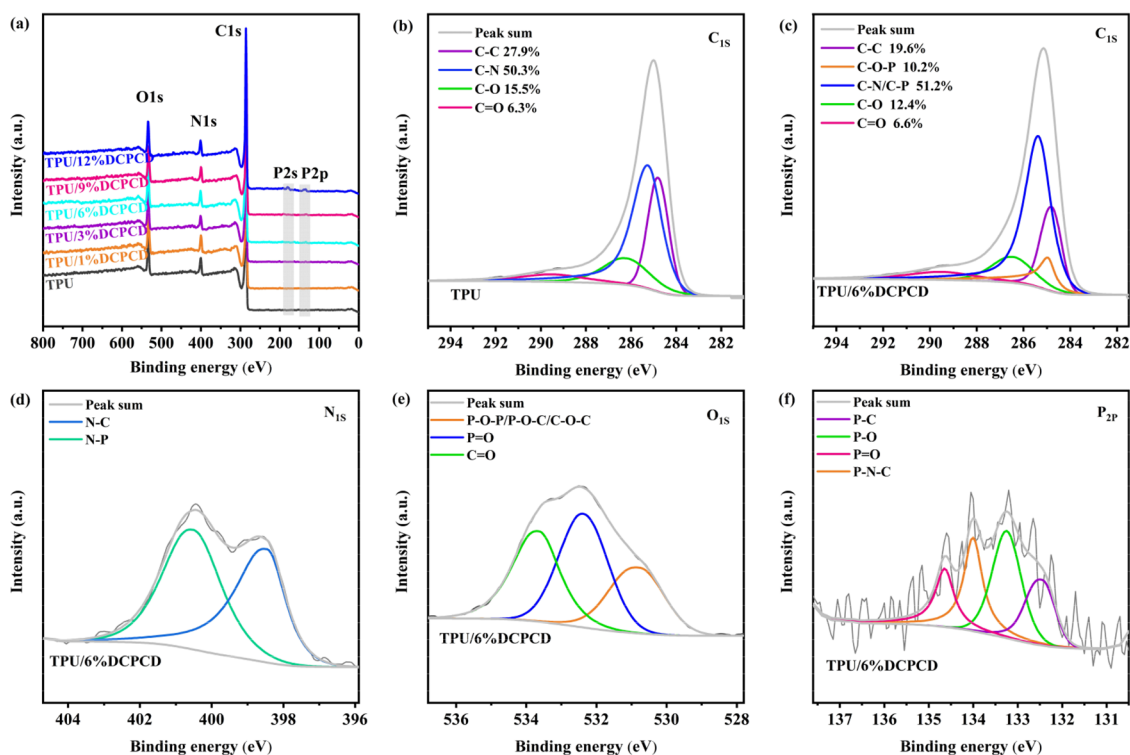 (a)
C1s
O1s
N1s
P2s P2p
TPU/12%DCPCD
TPU/9%DCPCD
TPU/6%DCPCD
TPU/3%DCPCD
TPU/1%DCPCD
TPU
800 700 600 500 400 300 200 100 0
Binding energy (eV)
Intensity (a.u.)
(b)
C1S
Peak sum
C-C 27.9%
C-N 50.3%
C-O 15.5%
C=O 6.3%
TPU
294 292 290 288 286 284 282
Binding energy (eV)
Intensity (a.u.)
(c)
C1S
Peak sum
C-C 19.6%
C-O-P 10.2%
C-N/C-P 51.2%
C-O 12.4%
C=O 6.6%
TPU/6%DCPCD
294 292 290 288 286 284 282
Binding energy (eV)
Intensity (a.u.)
(d)
N1S
Peak sum
N-C
N-P
TPU/6%DCPCD
404 402 400 398 396
Binding energy (eV)
Intensity (a.u.)
(e)
O1S
Peak sum
P-O-P/P-O-C/C-O-C
P=O
C=O
TPU/6%DCPCD
536 534 532 530 528
Binding energy (eV)
Intensity (a.u.)
(f)
P2P
Peak sum
P-C
P-O
P=O
P-N-C
TPU/6%DCPCD
137 136 135 134 133 132 131
Binding energy (eV)
Intensity (a.u.)